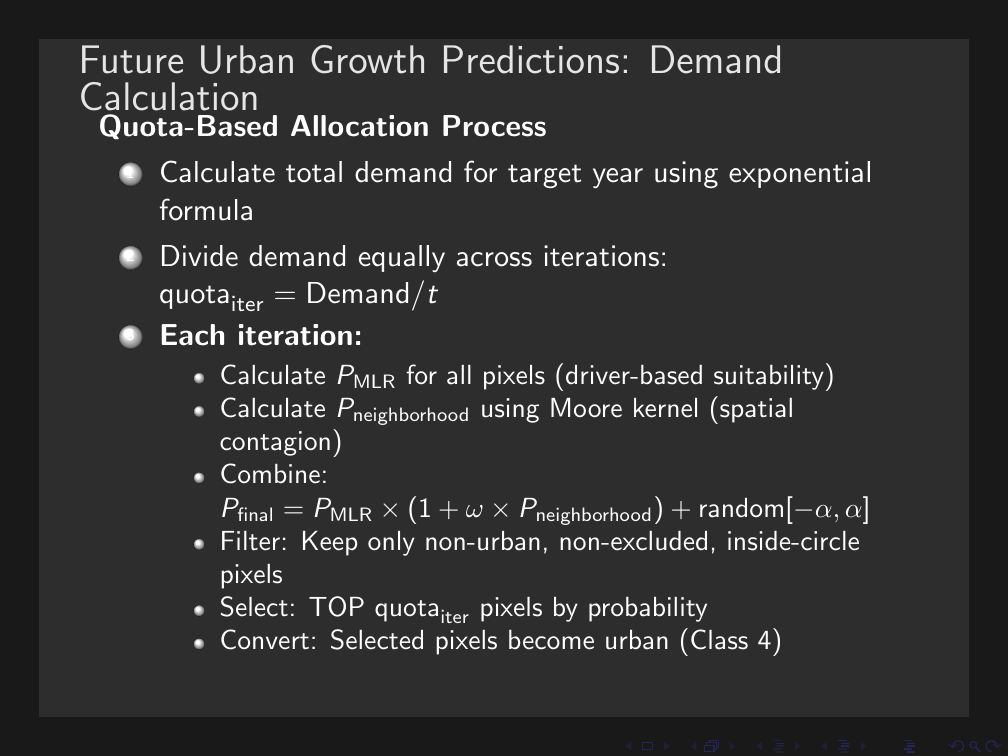 Future Urban Growth Predictions: Demand
Calculation
Quota-Based Allocation Process
Calculate total demand for target year using exponential
formula
Divide demand equally across iterations:
quota_iter = Demand/t
Each iteration:
Calculate P_MLR for all pixels (driver-based suitability)
Calculate P_neighborhood using Moore kernel (spatial
contagion)
Combine:
P_final = P_MLR × (1 + ω × P_neighborhood) + random[−α, α]
Filter: Keep only non-urban, non-excluded, inside-circle
pixels
Select: TOP quota_iter pixels by probability
Convert: Selected pixels become urban (Class 4)